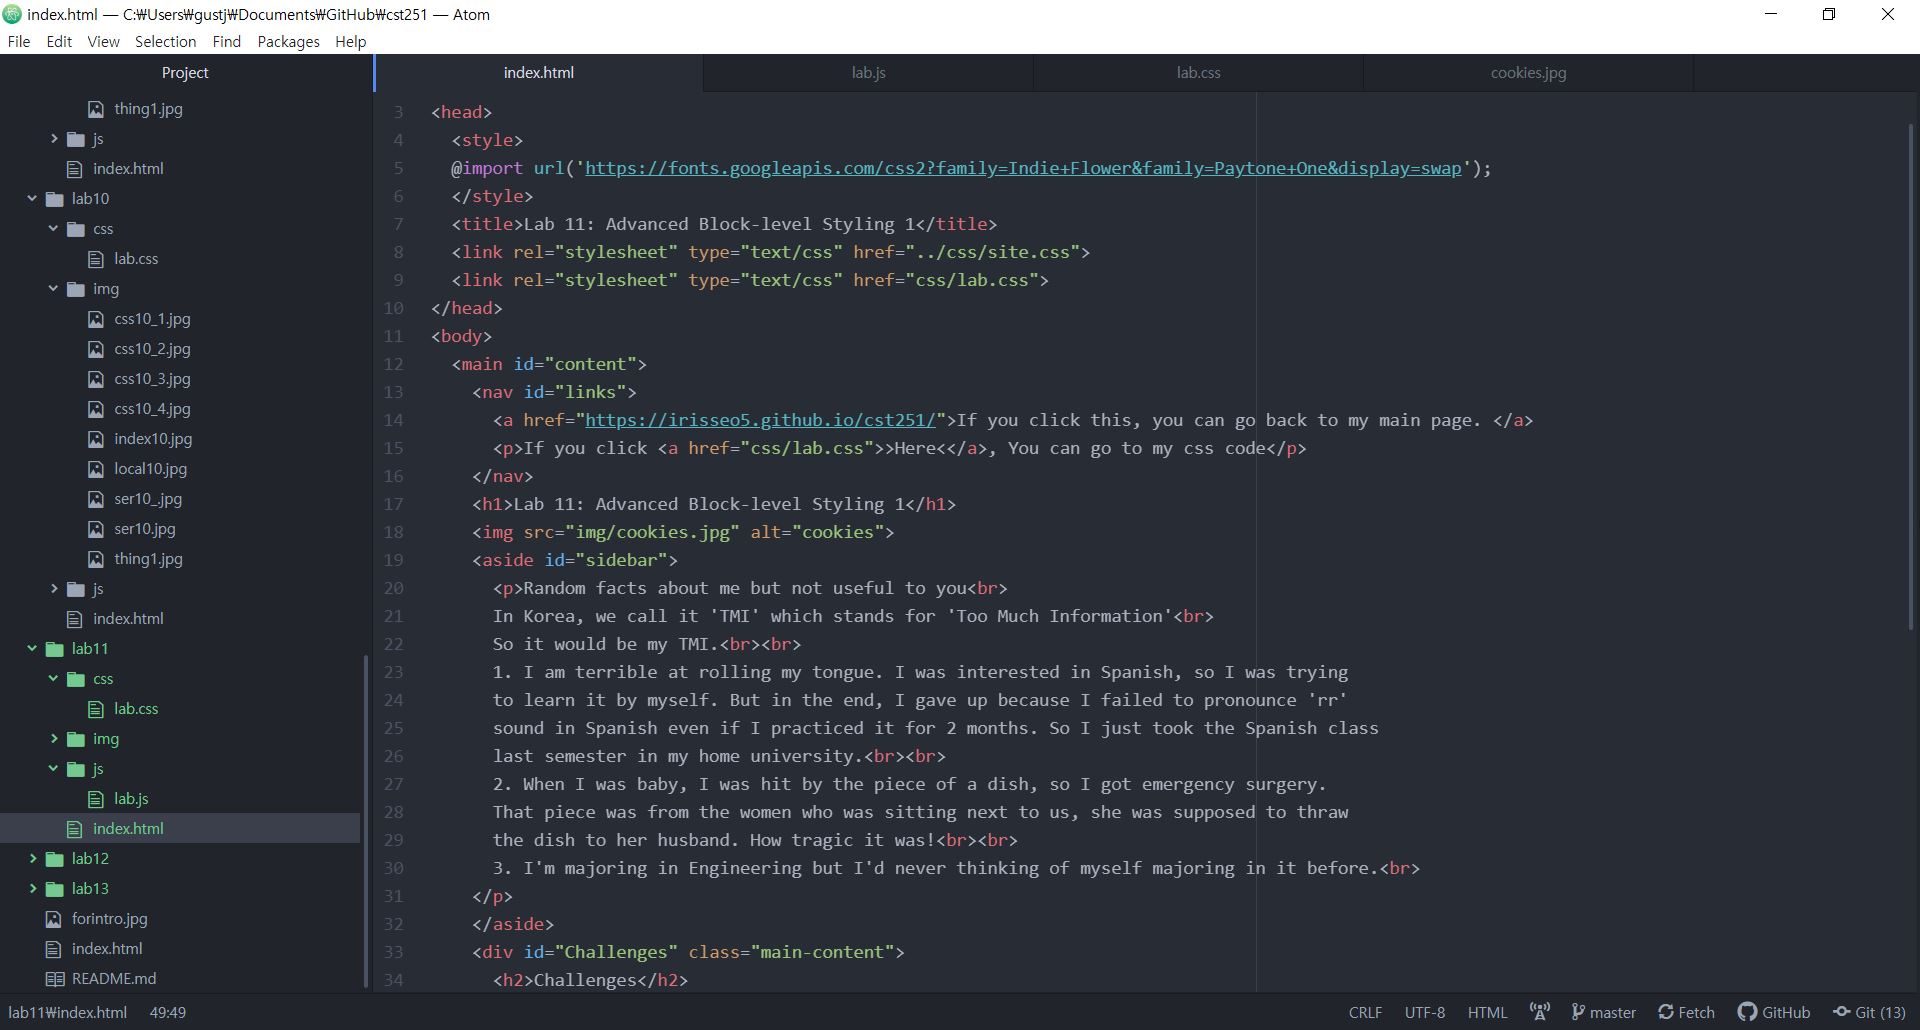 index.html — C:₩Users₩gustj₩Documents₩GitHub₩cst251 — Atom
File Edit View Selection Find Packages Help
Project
thing1.jpg
js
index.html
lab10
css
lab.css
img
css10_1.jpg
css10_2.jpg
css10_3.jpg
css10_4.jpg
index10.jpg
local10.jpg
ser10_.jpg
ser10.jpg
thing1.jpg
js
index.html
lab11
css
lab.css
img
js
lab.js
index.html
lab12
lab13
forintro.jpg
index.html
README.md
index.html lab.js lab.css cookies.jpg
3 <head>
4 <style>
5 @import url('https://fonts.googleapis.com/css2?family=Indie+Flower&family=Paytone+One&display=swap');
6 </style>
7 <title>Lab 11: Advanced Block-level Styling 1</title>
8 <link rel="stylesheet" type="text/css" href="../css/site.css">
9 <link rel="stylesheet" type="text/css" href="css/lab.css">
10 </head>
11 <body>
12 <main id="content">
13 <nav id="links">
14 <a href="https://irisseo5.github.io/cst251/">If you click this, you can go back to my main page. </a>
15 <p>If you click <a href="css/lab.css">>Here<</a>, You can go to my css code</p>
16 </nav>
17 <h1>Lab 11: Advanced Block-level Styling 1</h1>
18 <img src="img/cookies.jpg" alt="cookies">
19 <aside id="sidebar">
20 <p>Random facts about me but not useful to you<br>
21 In Korea, we call it 'TMI' which stands for 'Too Much Information'<br>
22 So it would be my TMI.<br><br>
23 1. I am terrible at rolling my tongue. I was interested in Spanish, so I was trying
24 to learn it by myself. But in the end, I gave up because I failed to pronounce 'rr'
25 sound in Spanish even if I practiced it for 2 months. So I just took the Spanish class
26 last semester in my home university.<br><br>
27 2. When I was baby, I was hit by the piece of a dish, so I got emergency surgery.
28 That piece was from the women who was sitting next to us, she was supposed to thraw
29 the dish to her husband. How tragic it was!<br><br>
30 3. I'm majoring in Engineering but I'd never thinking of myself majoring in it before.<br>
31 </p>
32 </aside>
33 <div id="Challenges" class="main-content">
34 <h2>Challenges</h2>
lab11₩index.html 49:49 CRLF UTF-8 HTML master Fetch GitHub Git (13)